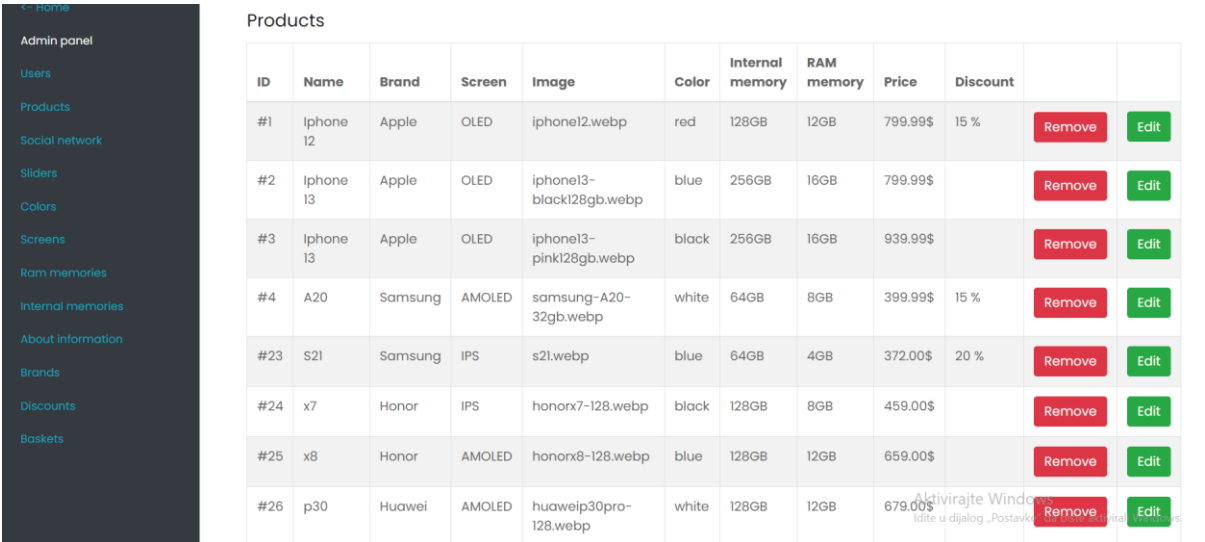 <- Home
Admin panel
Users
Products
Social network
Sliders
Colors
Screens
Ram memories
Internal memories
About information
Brands
Discounts
Baskets
Products
ID Name Brand Screen Image Color Internal memory RAM memory Price Discount
#1 Iphone 12 Apple OLED iphone12.webp red 128GB 12GB 799.99$ 15 % Remove Edit
#2 Iphone 13 Apple OLED iphone13-black128gb.webp blue 256GB 16GB 799.99$ Remove Edit
#3 Iphone 13 Apple OLED iphone13-pink128gb.webp black 256GB 16GB 939.99$ Remove Edit
#4 A20 Samsung AMOLED samsung-A20-32gb.webp white 64GB 8GB 399.99$ 15 % Remove Edit
#23 S21 Samsung IPS s21.webp blue 64GB 4GB 372.00$ 20 % Remove Edit
#24 x7 Honor IPS honorx7-128.webp black 128GB 8GB 459.00$ Remove Edit
#25 x8 Honor AMOLED honorx8-128.webp blue 128GB 12GB 659.00$ Remove Edit
#26 p30 Huawei AMOLED huaweip30pro-128.webp white 128GB 12GB 679.00$ Remove Edit
Aktivirajte Windows
Idite u dijalog „Postavke" da biste aktivirali Windows.